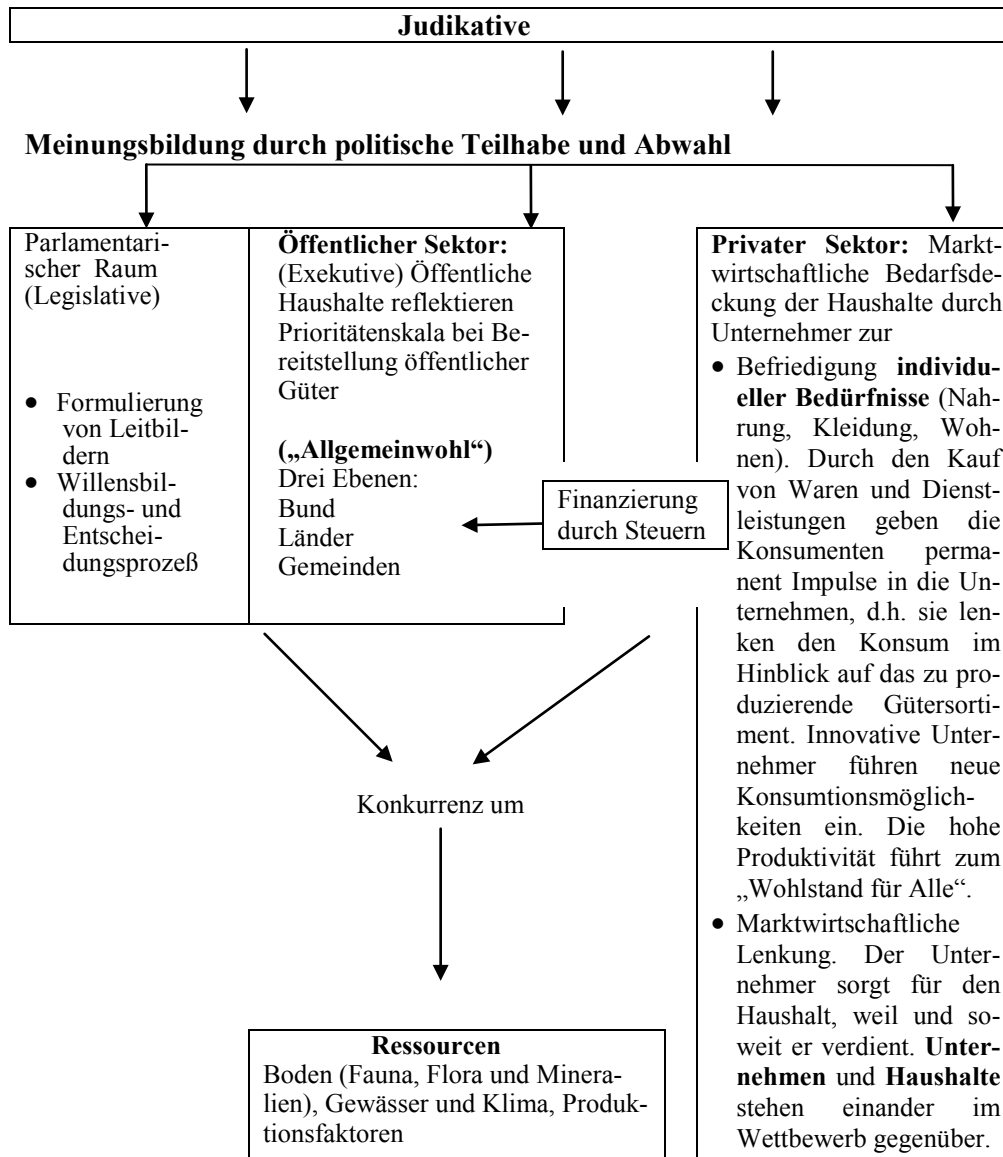 Judikative
Meinungsbildung durch politische Teilhabe und Abwahl
Parlamentari-
scher Raum
(Legislative)
• Formulierung
von Leitbil-
dern
• Willensbil-
dungs- und
Entschei-
dungsprozeß
Öffentlicher Sektor:
(Exekutive) Öffentliche
Haushalte reflektieren
Prioritätenskala bei Be-
reitstellung öffentlicher
Güter
(„Allgemeinwohl“)
Drei Ebenen:
Bund
Länder
Gemeinden
Finanzierung
durch Steuern
Privater Sektor: Markt-
wirtschaftliche Bedarfsde-
ckung der Haushalte durch
Unternehmer zur
• Befriedigung individu-
eller Bedürfnisse (Nah-
rung, Kleidung, Woh-
nen). Durch den Kauf
von Waren und Dienst-
leistungen geben die
Konsumenten perma-
nent Impulse in die Un-
ternehmen, d.h. sie len-
ken den Konsum im
Hinblick auf das zu pro-
duzierende Gütersorti-
ment. Innovative Unter-
nehmer führen neue
Konsumtionsmöglich-
keiten ein. Die hohe
Produktivität führt zum
„Wohlstand für Alle“.
• Marktwirtschaftliche
Lenkung. Der Unter-
nehmer sorgt für den
Haushalt, weil und so-
weit er verdient. Unter-
nehmen und Haushalte
stehen einander im
Wettbewerb gegenüber.
Konkurrenz um
Ressourcen
Boden (Fauna, Flora und Minera-
lien), Gewässer und Klima, Produk-
tionsfaktoren